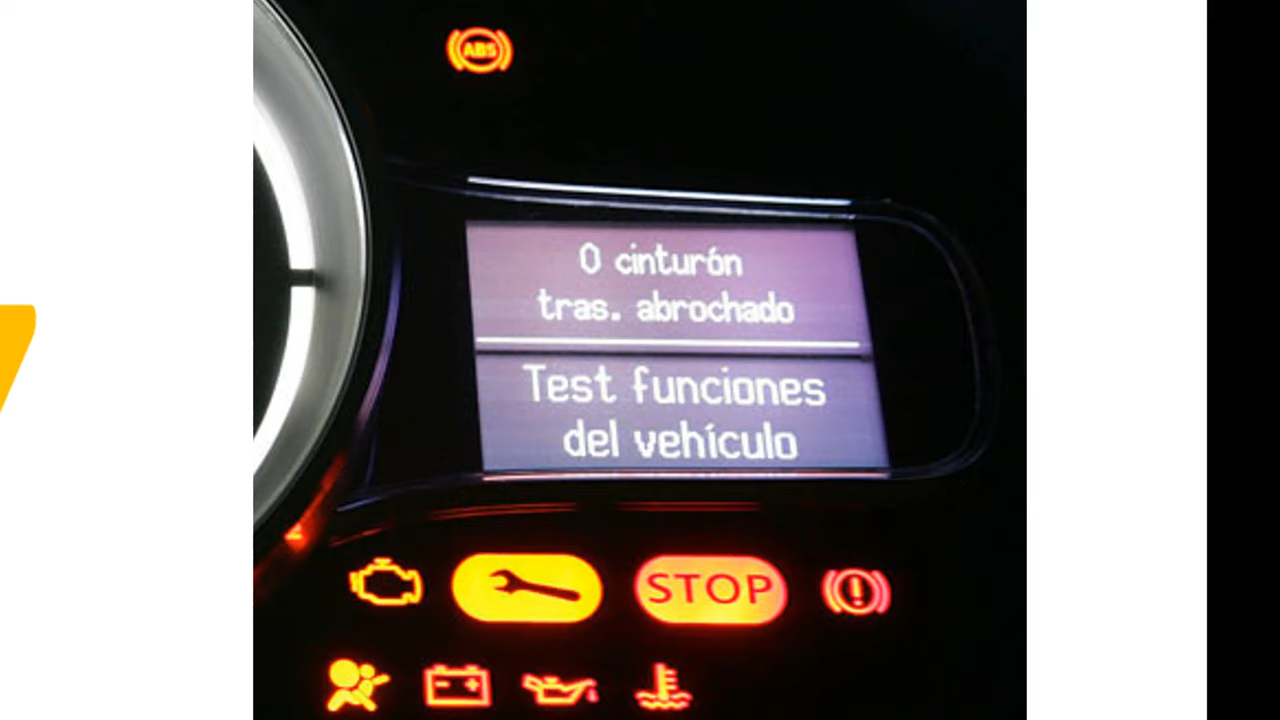 ABS
0 cinturón
tras. abrochado
Test funciones
del vehículo
STOP